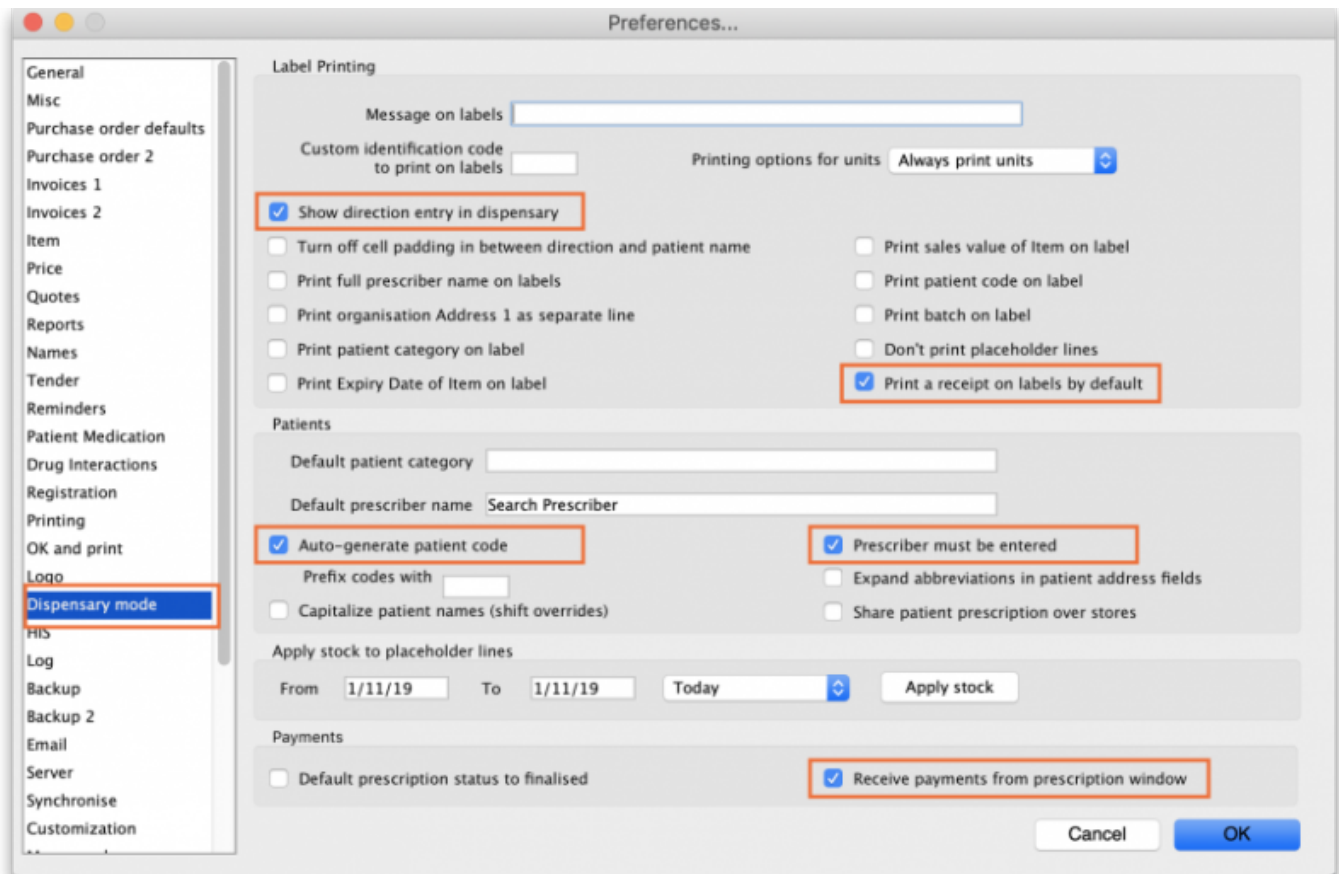 Preferences...
General
Misc
Purchase order defaults
Purchase order 2
Invoices 1
Invoices 2
Item
Price
Quotes
Reports
Names
Tender
Reminders
Patient Medication
Drug Interactions
Registration
Printing
OK and print
Logo
Dispensary mode
HIS
Log
Backup
Backup 2
Email
Server
Synchronise
Customization
Label Printing
Message on labels
Custom identification code
to print on labels
Printing options for units Always print units
Show direction entry in dispensary
Turn off cell padding in between direction and patient name
Print sales value of Item on label
Print full prescriber name on labels
Print patient code on label
Print organisation Address 1 as separate line
Print batch on label
Print patient category on label
Don't print placeholder lines
Print Expiry Date of Item on label
Print a receipt on labels by default
Patients
Default patient category
Default prescriber name Search Prescriber
Auto-generate patient code
Prescriber must be entered
Prefix codes with
Expand abbreviations in patient address fields
Capitalize patient names (shift overrides)
Share patient prescription over stores
Apply stock to placeholder lines
From 1/11/19 To 1/11/19 Today Apply stock
Payments
Default prescription status to finalised
Receive payments from prescription window
Cancel OK